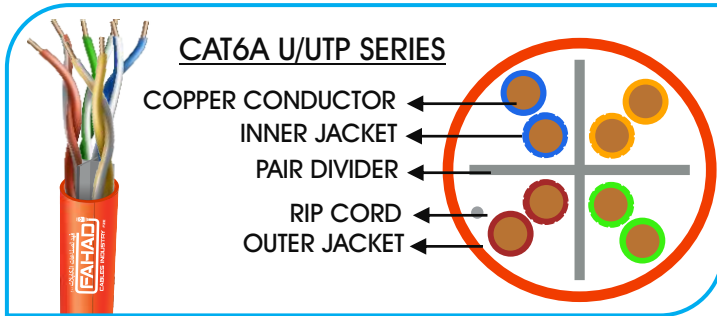 CAT6A U/UTP SERIES
COPPER CONDUCTOR
INNER JACKET
PAIR DIVIDER
RIP CORD
OUTER JACKET
FAHAD
CABLES INDUSTRY